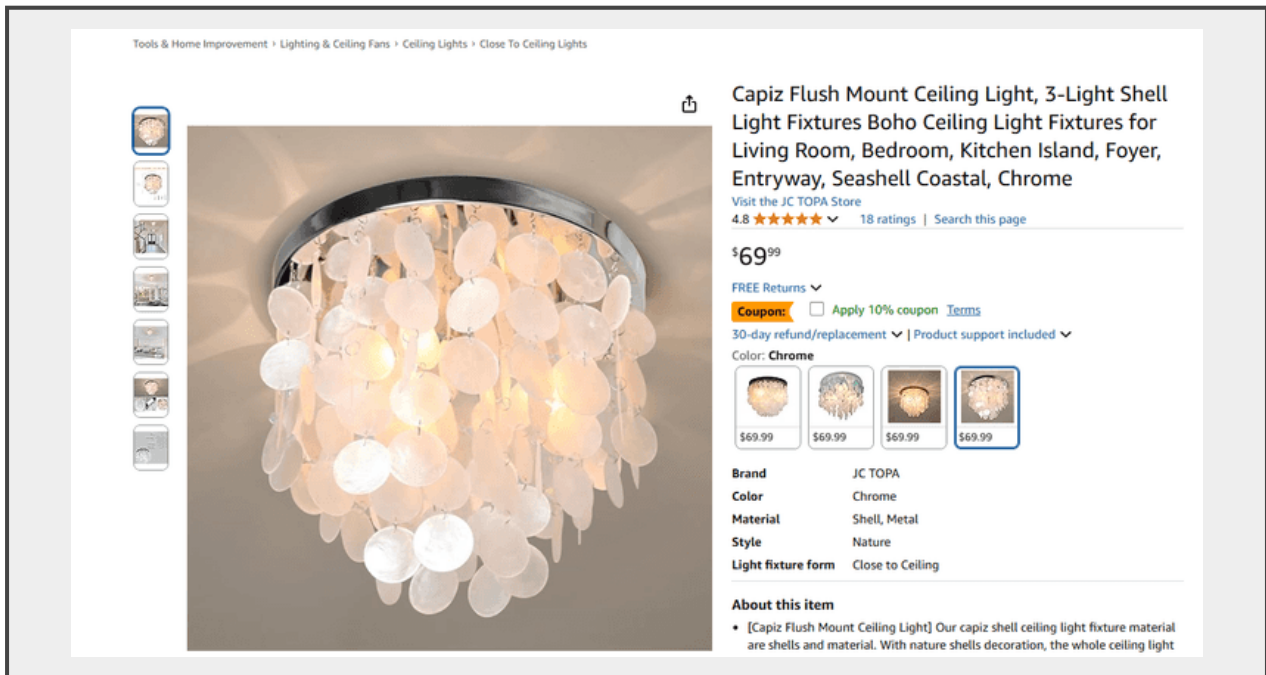 Tools & Home Improvement › Lighting & Ceiling Fans › Ceiling Lights › Close To Ceiling Lights
Capiz Flush Mount Ceiling Light, 3-Light Shell
Light Fixtures Boho Ceiling Light Fixtures for
Living Room, Bedroom, Kitchen Island, Foyer,
Entryway, Seashell Coastal, Chrome
Visit the JC TOPA Store
4.8 18 ratings | Search this page
$69.99
FREE Returns
Coupon: Apply 10% coupon Terms
30-day refund/replacement | Product support included
Color: Chrome
$69.99 $69.99 $69.99 $69.99
Brand JC TOPA
Color Chrome
Material Shell, Metal
Style Nature
Light fixture form Close to Ceiling
About this item
• [Capiz Flush Mount Ceiling Light] Our capiz shell ceiling light fixture material
are shells and material. With nature shells decoration, the whole ceiling light